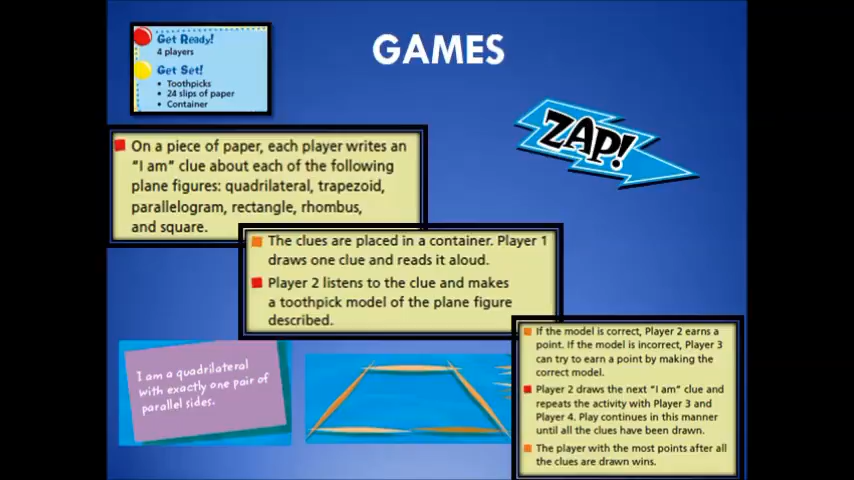 GAMES
Get Ready!
4 players
Get Set!
• Toothpicks
• 24 slips of paper
• Container
ZAP!
On a piece of paper, each player writes an
"I am" clue about each of the following
plane figures: quadrilateral, trapezoid,
parallelogram, rectangle, rhombus,
and square.
The clues are placed in a container. Player 1
draws one clue and reads it aloud.
Player 2 listens to the clue and makes
a toothpick model of the plane figure
described.
If the model is correct, Player 2 earns a
point. If the model is incorrect, Player 3
can try to earn a point by making the
correct model.
Player 2 draws the next "I am" clue and
repeats the activity with Player 3 and
Player 4. Play continues in this manner
until all the clues have been drawn.
The player with the most points after all
the clues are drawn wins.
I am a quadrilateral
with exactly one pair of
parallel sides.